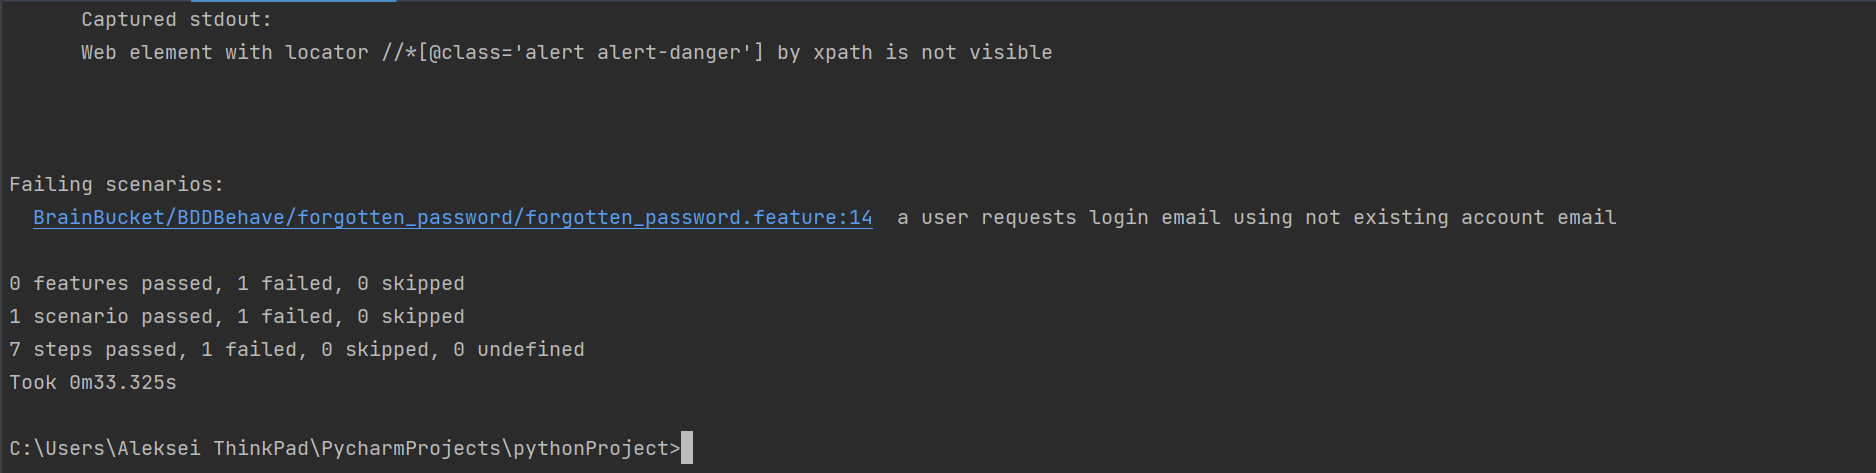 Captured stdout:
Web element with locator //*[@class='alert alert-danger'] by xpath is not visible
Failing scenarios:
BrainBucket/BDDBehave/forgotten_password/forgotten_password.feature:14  a user requests login email using not existing account email
0 features passed, 1 failed, 0 skipped
1 scenario passed, 1 failed, 0 skipped
7 steps passed, 1 failed, 0 skipped, 0 undefined
Took 0m33.325s
C:\Users\Aleksei ThinkPad\PycharmProjects\pythonProject>